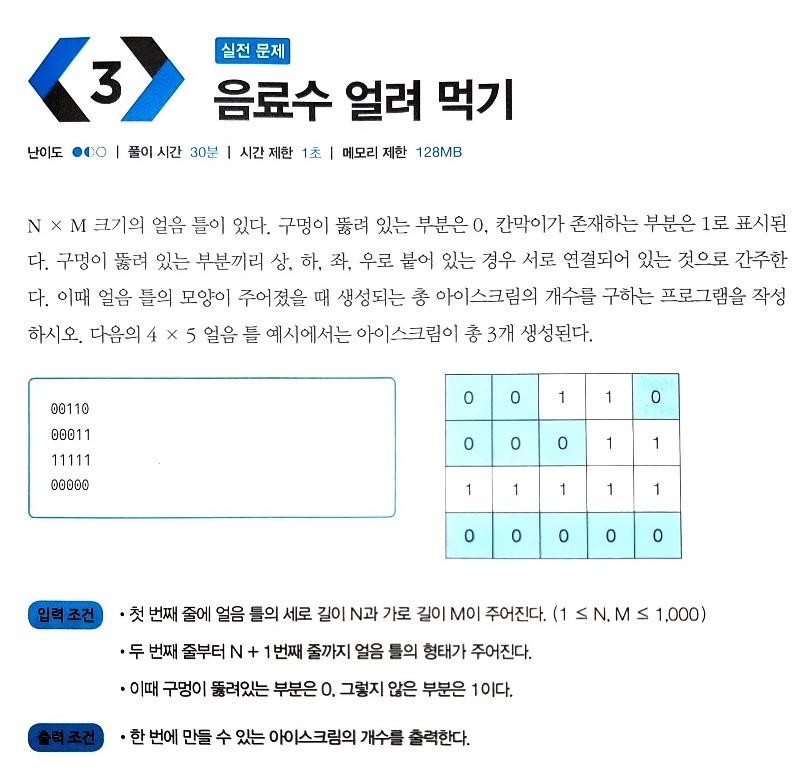 3
실전 문제
음료수 얼려 먹기
난이도 | 풀이 시간 30분 | 시간 제한 1초 | 메모리 제한 128MB
N × M 크기의 얼음 틀이 있다. 구멍이 뚫려 있는 부분은 0, 칸막이가 존재하는 부분은 1로 표시된
다. 구멍이 뚫려 있는 부분끼리 상, 하, 좌, 우로 붙어 있는 경우 서로 연결되어 있는 것으로 간주한
다. 이때 얼음 틀의 모양이 주어졌을 때 생성되는 총 아이스크림의 개수를 구하는 프로그램을 작성
하시오. 다음의 4 × 5 얼음 틀 예시에서는 아이스크림이 총 3개 생성된다.
00110
00011
11111
00000
0 0 1 1 0
0 0 0 1 1
1 1 1 1 1
0 0 0 0 0
입력 조건 • 첫 번째 줄에 얼음 틀의 세로 길이 N과 가로 길이 M이 주어진다. (1 ≤ N, M ≤ 1,000)
• 두 번째 줄부터 N + 1번째 줄까지 얼음 틀의 형태가 주어진다.
• 이때 구멍이 뚫려있는 부분은 0, 그렇지 않은 부분은 1이다.
출력 조건 • 한 번에 만들 수 있는 아이스크림의 개수를 출력한다.